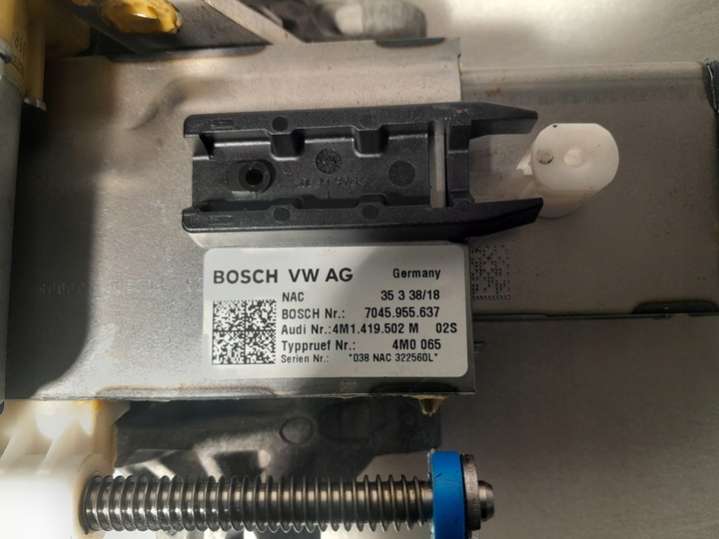 BOSCH VW AG Germany
NAC 35 3 38/18
BOSCH Nr.: 7045.955.637
Audi Nr.:4M1.419.502 M 02S
Typpruef Nr.: 4M0 065
Serien Nr.: *038 NAC 322560L*